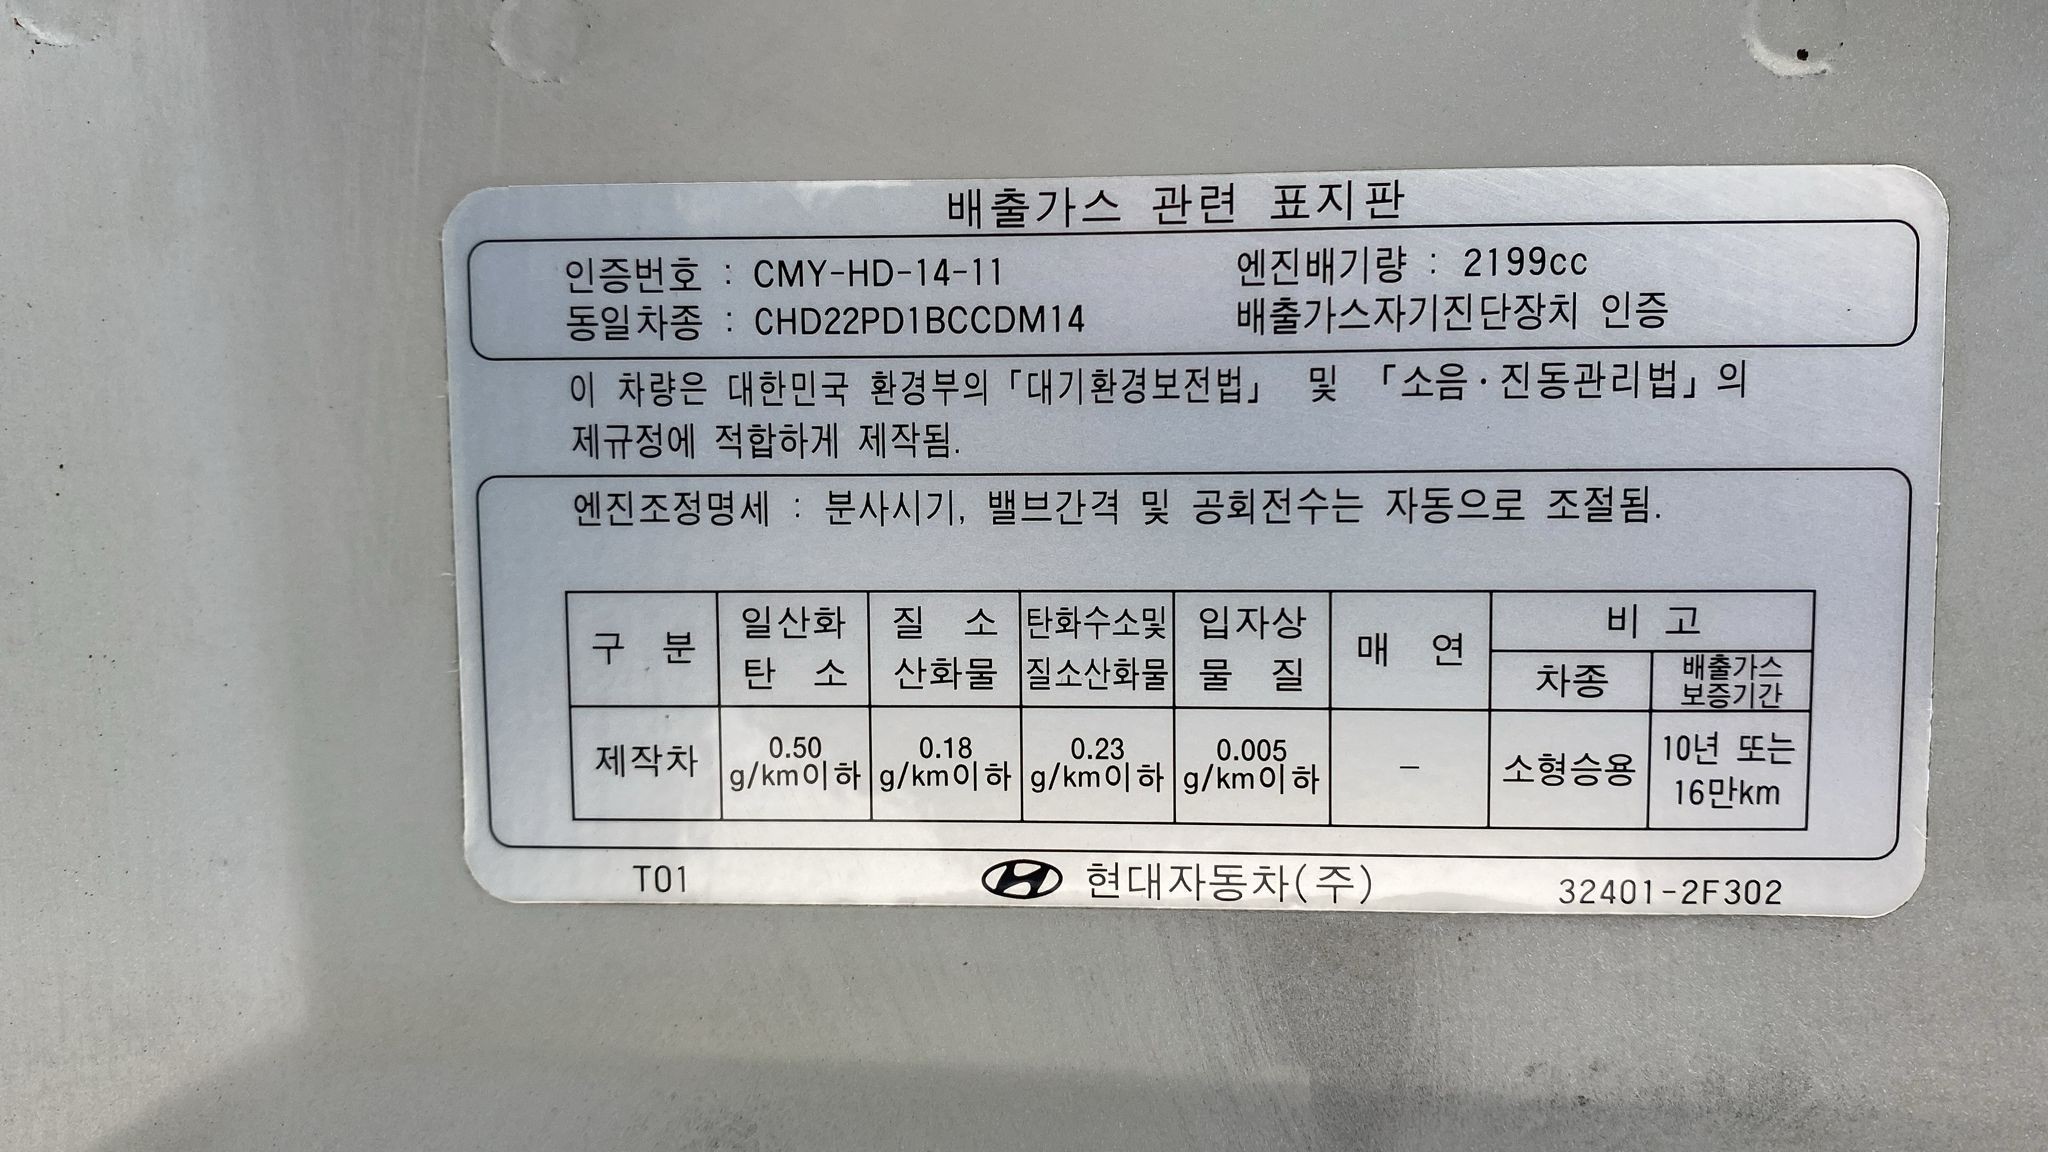 배출가스 관련 표지판
인증번호 : CMY-HD-14-11 엔진배기량 : 2199cc
동일차종 : CHD22PD1BCCDM14 배출가스자기진단장치 인증
이 차량은 대한민국 환경부의 「대기환경보전법」 및 「소음·진동관리법」의
제규정에 적합하게 제작됨.
엔진조정명세 : 분사시기, 밸브간격 및 공회전수는 자동으로 조절됨.
구 분 일산화 탄 소 질 소 산화물 탄화수소및 질소산화물 입자상 물 질 매 연 비 고
차종 배출가스 보증기간
제작차 0.50 g/km이하 0.18 g/km이하 0.23 g/km이하 0.005 g/km이하 – 소형승용 10년 또는 16만km
T01 현대자동차(주) 32401-2F302